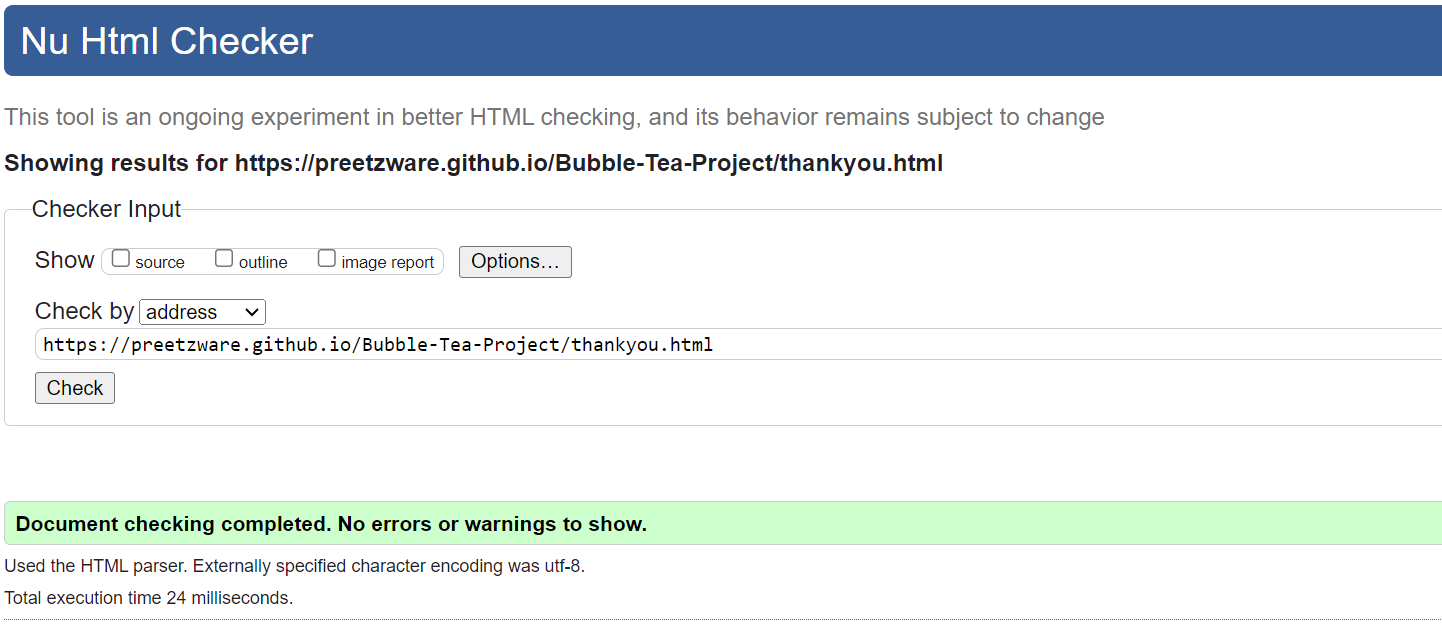 Nu Html Checker
This tool is an ongoing experiment in better HTML checking, and its behavior remains subject to change
Showing results for https://preetzware.github.io/Bubble-Tea-Project/thankyou.html
Checker Input
Show source outline image report Options...
Check by address
https://preetzware.github.io/Bubble-Tea-Project/thankyou.html
Check
Document checking completed. No errors or warnings to show.
Used the HTML parser. Externally specified character encoding was utf-8.
Total execution time 24 milliseconds.